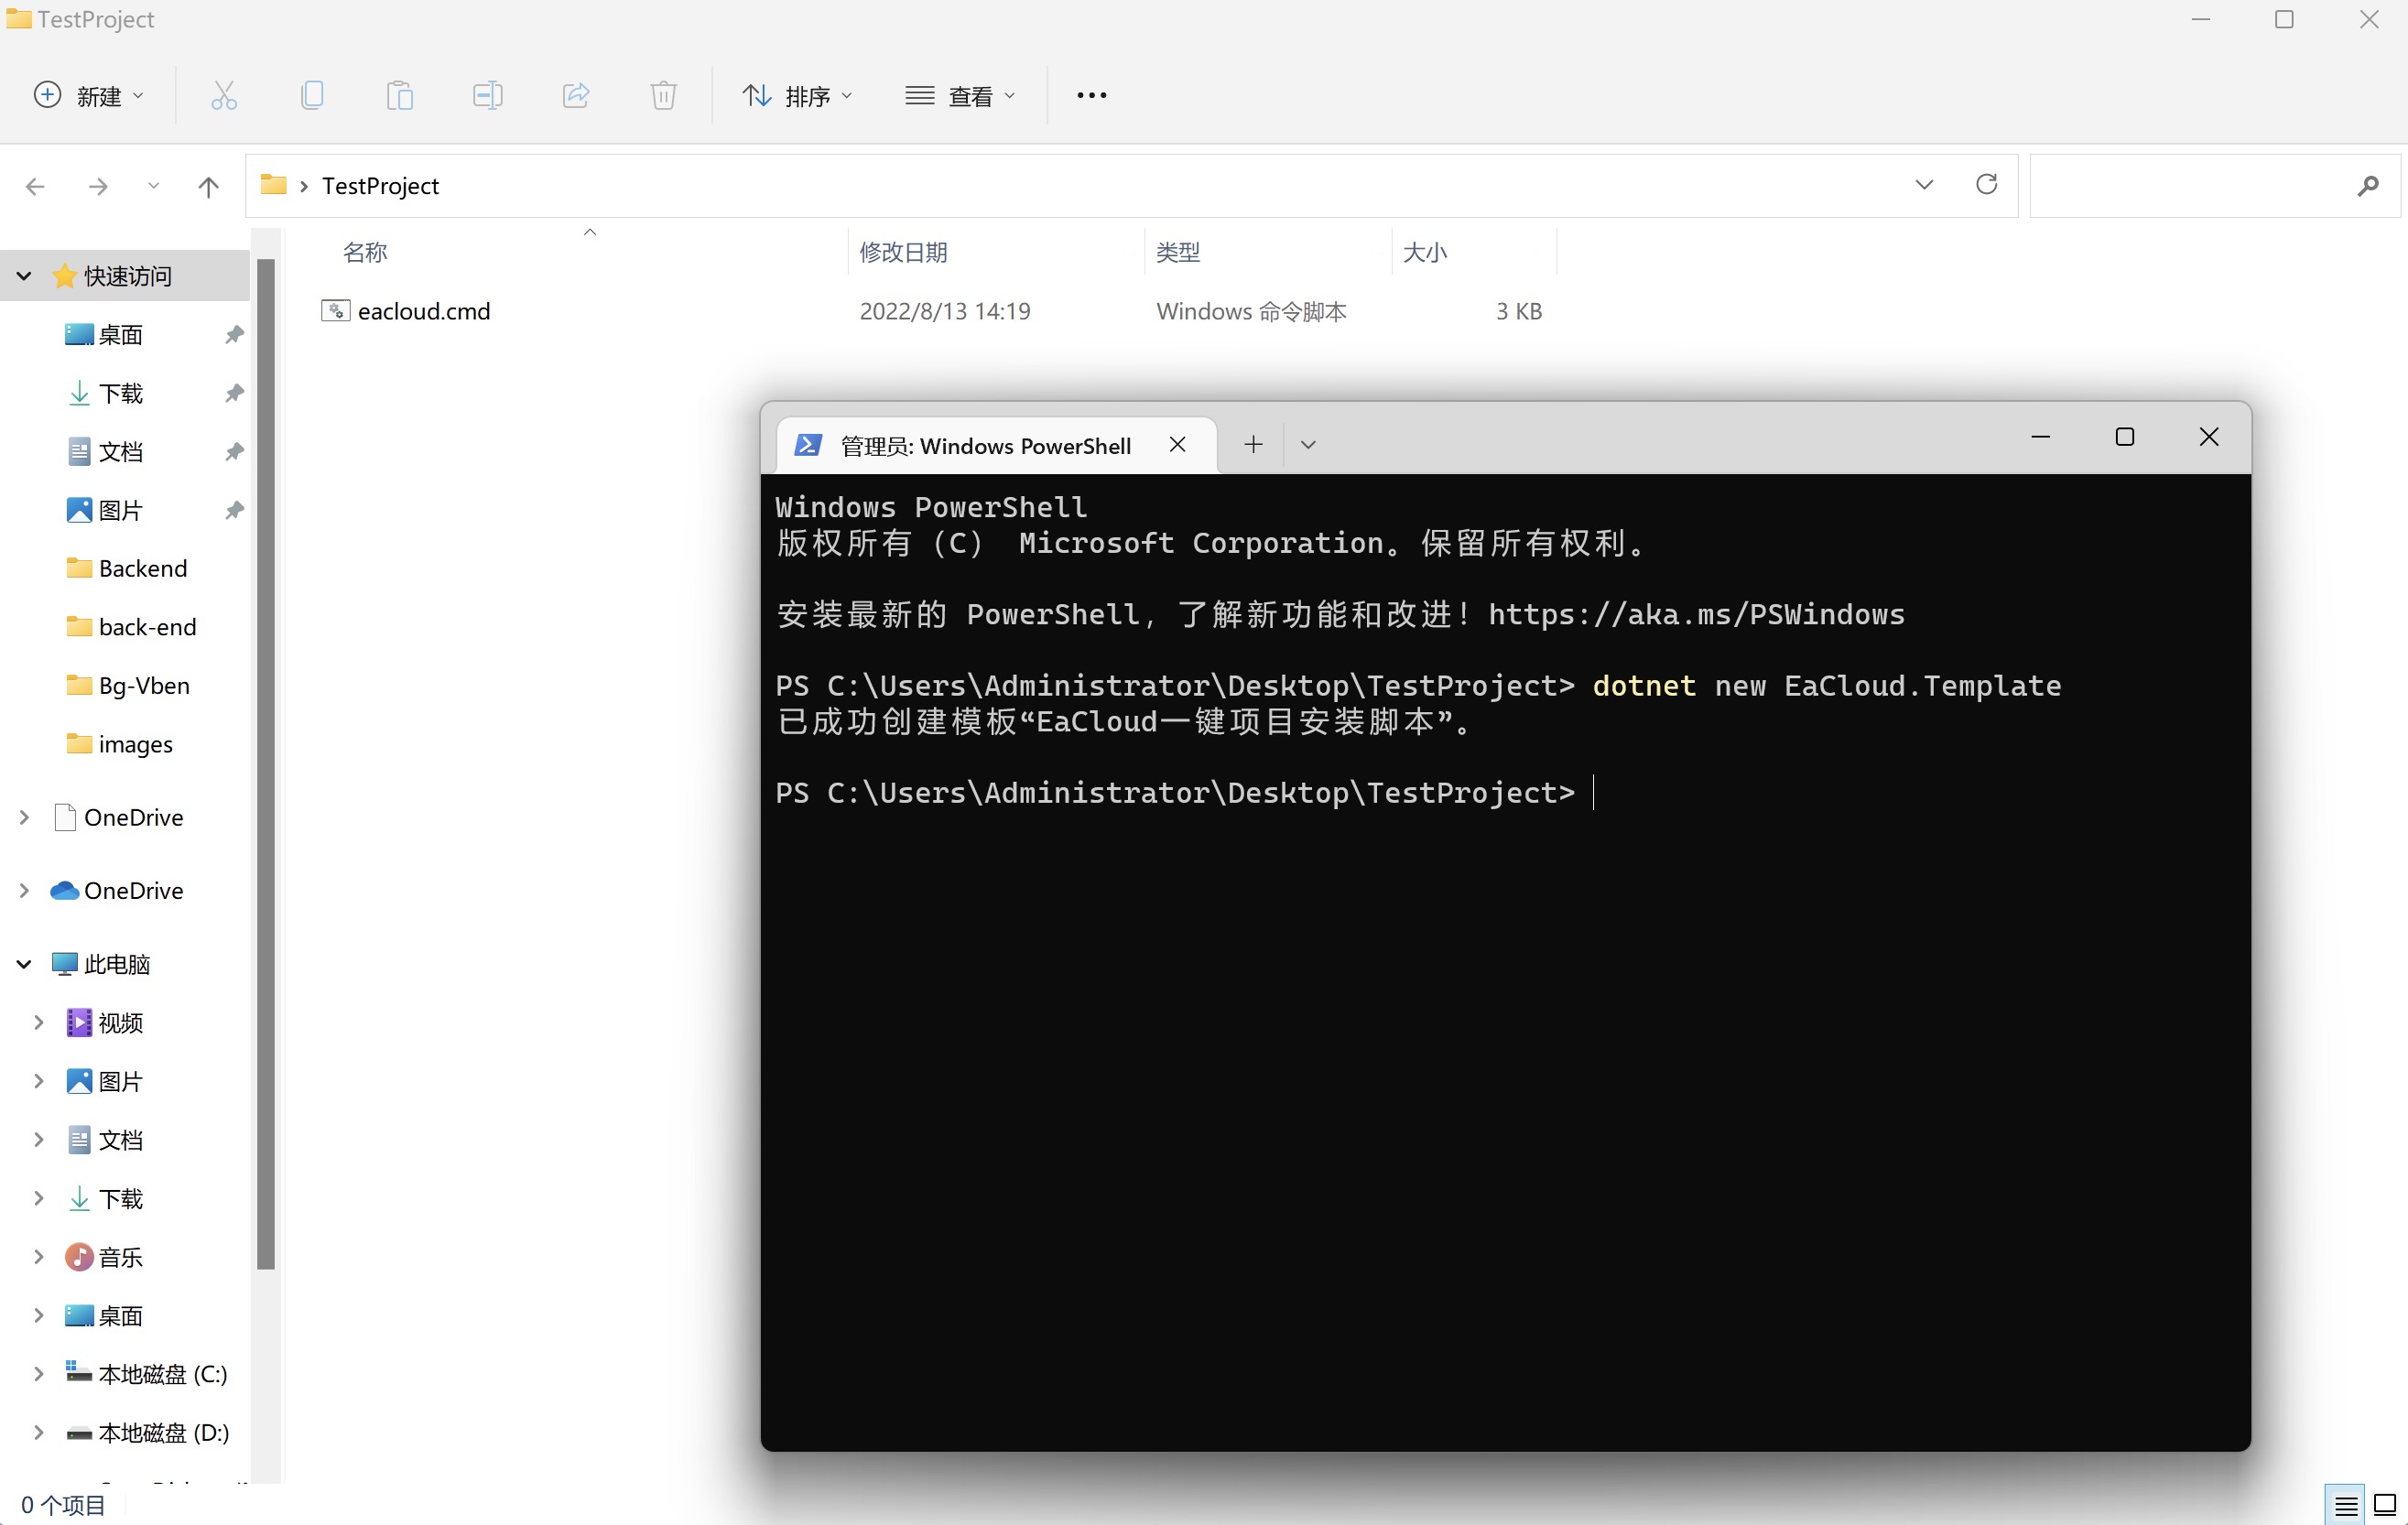 TestProject
新建
排序
查看
TestProject
名称
修改日期
类型
大小
eacloud.cmd
2022/8/13 14:19
Windows 命令脚本
3 KB
快速访问
桌面
下载
文档
图片
Backend
back-end
Bg-Vben
images
OneDrive
OneDrive
此电脑
视频
图片
文档
下载
音乐
桌面
本地磁盘 (C:)
本地磁盘 (D:)
0 个项目
管理员: Windows PowerShell
Windows PowerShell
版权所有（C） Microsoft Corporation。保留所有权利。
安装最新的 PowerShell，了解新功能和改进！https://aka.ms/PSWindows
PS C:\Users\Administrator\Desktop\TestProject> dotnet new EaCloud.Template
已成功创建模板“EaCloud一键项目安装脚本”。
PS C:\Users\Administrator\Desktop\TestProject>